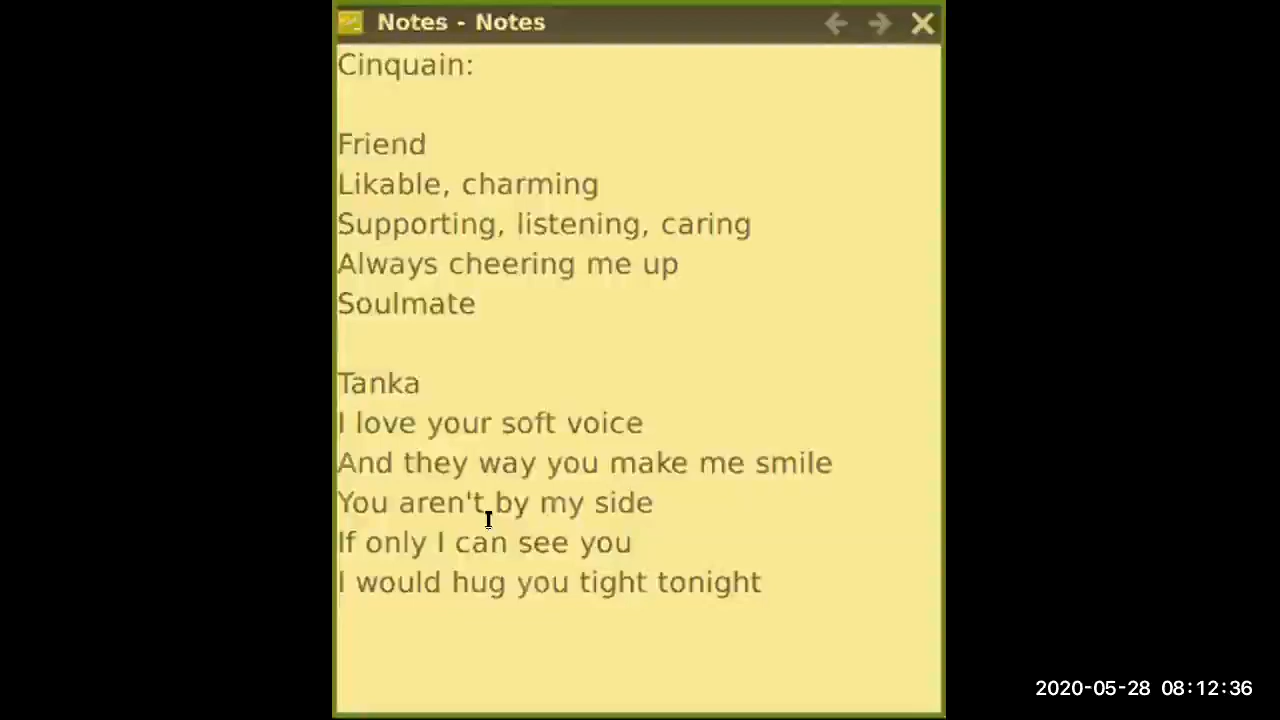 Notes - Notes
Cinquain:
Friend
Likable, charming
Supporting, listening, caring
Always cheering me up
Soulmate
Tanka
I love your soft voice
And they way you make me smile
You aren't by my side
If only I can see you
I would hug you tight tonight
2020-05-28 08:12:36